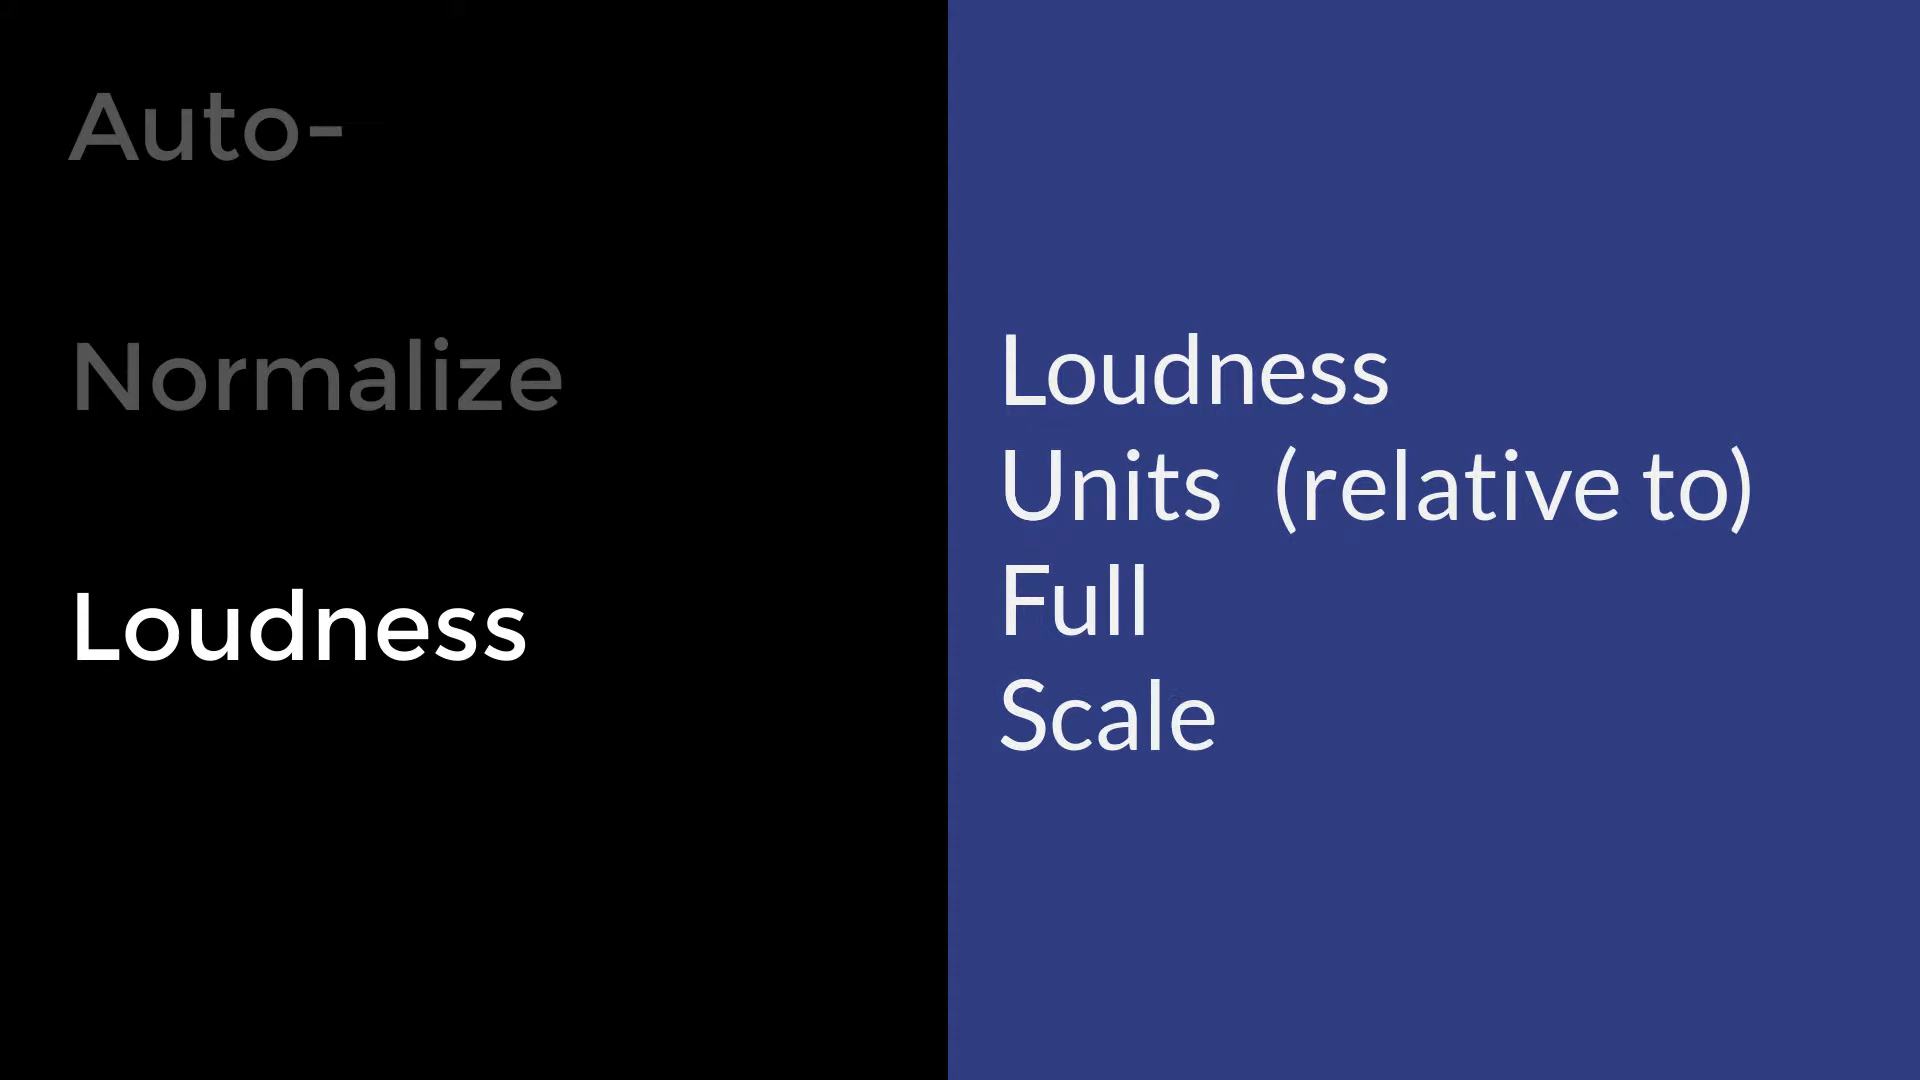 Auto-
Normalize
Loudness
Loudness
Units (relative to)
Full
Scale